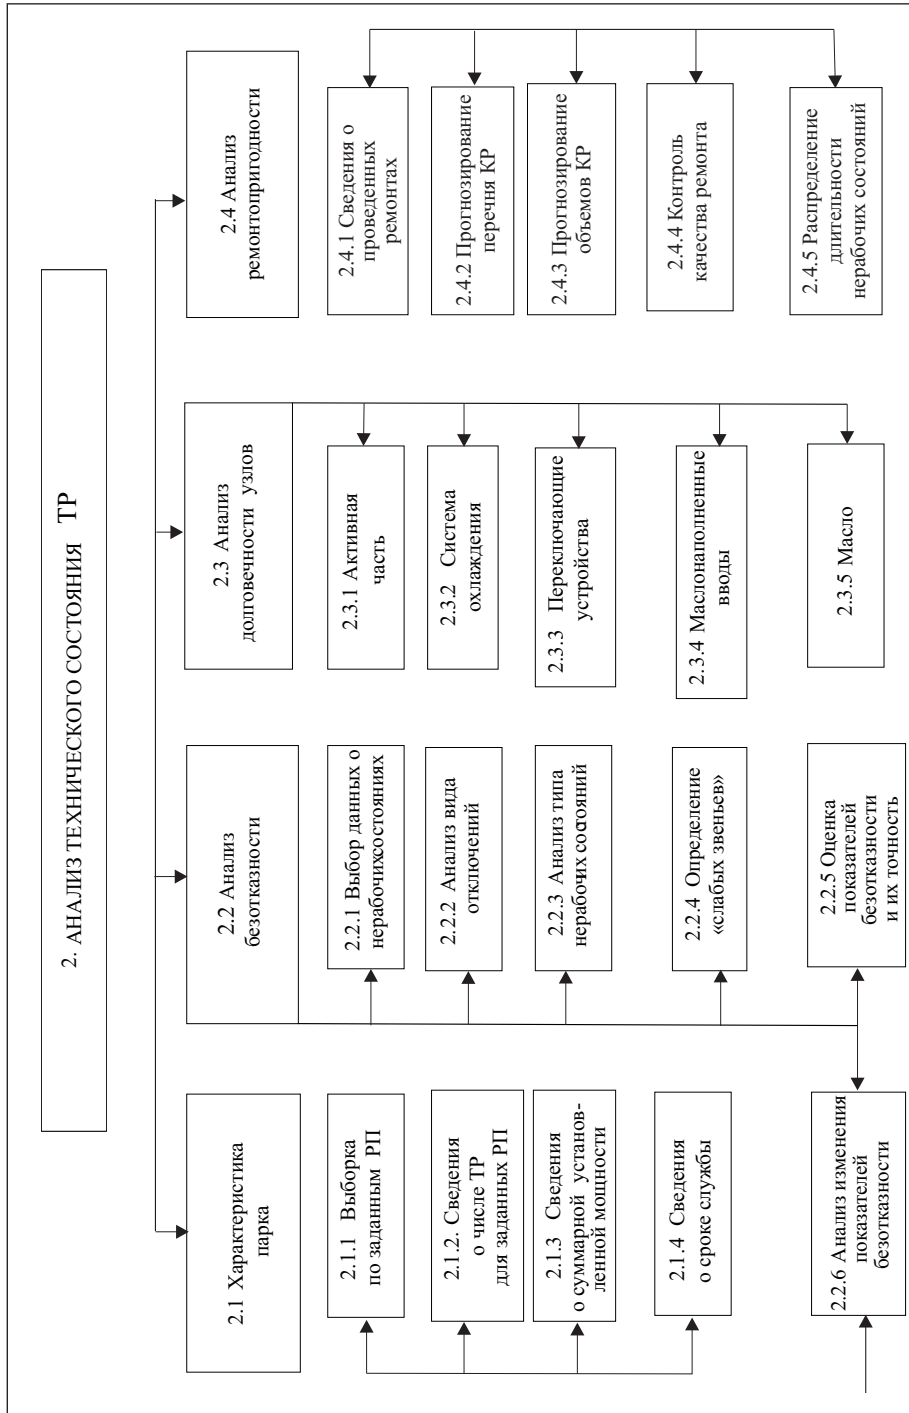 2. АНАЛИЗ ТЕХНИЧЕСКОГО СОСТОЯНИЯ ТР
2.1 Характеристика
парка
2.1.1 Выборка
по заданным РП
2.1.2. Сведения
о числе ТР
для заданных РП
2.1.3 Сведения
о суммарной установ-
ленной мощности
2.1.4 Сведения
о сроке службы
2.2 Анализ
безотказности
2.2.1 Выбор данных о
нерабочих состояниях
2.2.2 Анализ вида
отключений
2.2.3 Анализ типа
нерабочих состояний
2.2.4 Определение
«слабых звеньев»
2.2.5 Оценка
показателей
безотказности
и их точность
2.2.6 Анализ изменения
показателей
безотказности
2.3 Анализ
долговечности узлов
2.3.1 Активная
часть
2.3.2 Система
охлаждения
2.3.3 Переключающие
устройства
2.3.4 Маслонаполненные
вводы
2.3.5 Масло
2.4 Анализ
ремонтопригодности
2.4.1 Сведения о
проведенных
ремонтах
2.4.2 Прогнозирование
перечня КР
2.4.3 Прогнозирование
объемов КР
2.4.4 Контроль
качества ремонта
2.4.5 Распределение
длительности
нерабочих состояний